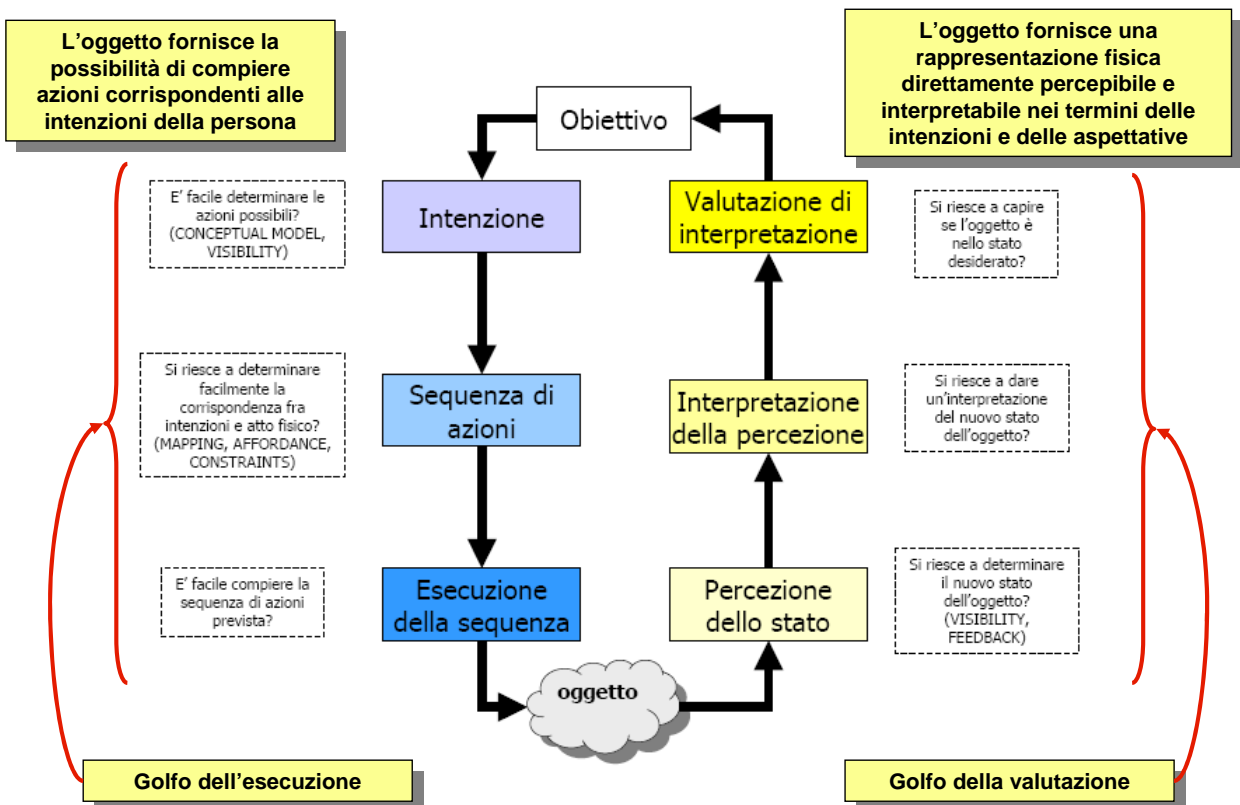 L'oggetto fornisce la
possibilità di compiere
azioni corrispondenti alle
intenzioni della persona
L'oggetto fornisce una
rappresentazione fisica
direttamente percepibile e
interpretabile nei termini delle
intenzioni e delle aspettative
Obiettivo
E' facile determinare le
azioni possibili?
(CONCEPTUAL MODEL,
VISIBILITY)
Intenzione
Valutazione di
interpretazione
Si riesce a capire
se l'oggetto è
nello stato
desiderato?
Si riesce a determinare
facilmente la
corrispondenza fra
intenzioni e atto fisico?
(MAPPING, AFFORDANCE,
CONSTRAINTS)
Sequenza di
azioni
Interpretazione
della percezione
Si riesce a dare
un'interpretazione
del nuovo stato
dell'oggetto?
E' facile compiere la
sequenza di azioni
prevista?
Esecuzione
della sequenza
Percezione
dello stato
Si riesce a determinare
il nuovo stato
dell'oggetto?
(VISIBILITY,
FEEDBACK)
oggetto
Golfo dell'esecuzione
Golfo della valutazione